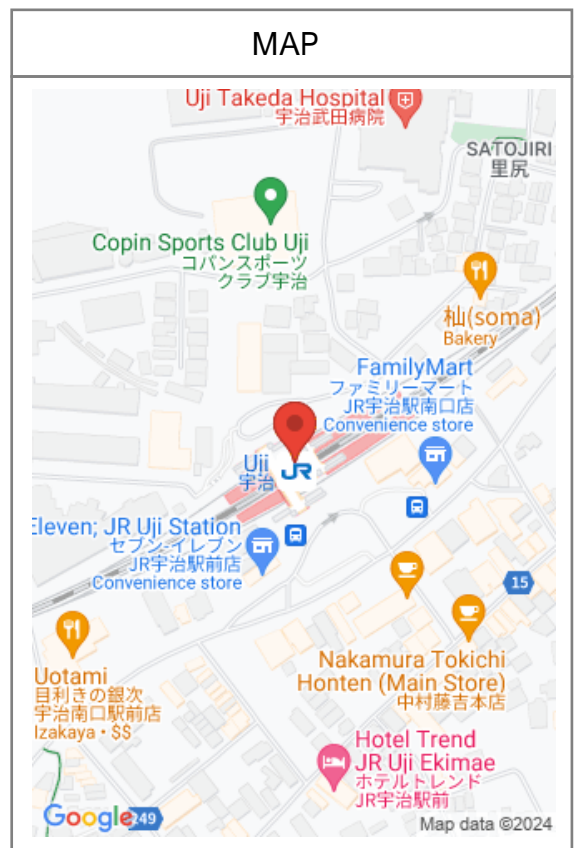 MAP
Uji Takeda Hospital
宇治武田病院
SATOJIRI
里尻
Copin Sports Club Uji
コパンスポーツ
クラブ宇治
杣(soma)
Bakery
FamilyMart
ファミリーマート
JR宇治駅南口店
Convenience store
Uji
宇治
JR
Eleven; JR Uji Station
セブン-イレブン
JR宇治駅前店
Convenience store
15
Uotami
目利きの銀次
宇治南口駅前店
Izakaya • $$
Nakamura Tokichi
Honten (Main Store)
中村藤吉本店
Hotel Trend
JR Uji Ekimae
ホテルトレンド
JR宇治駅前
Google
249
Map data ©2024